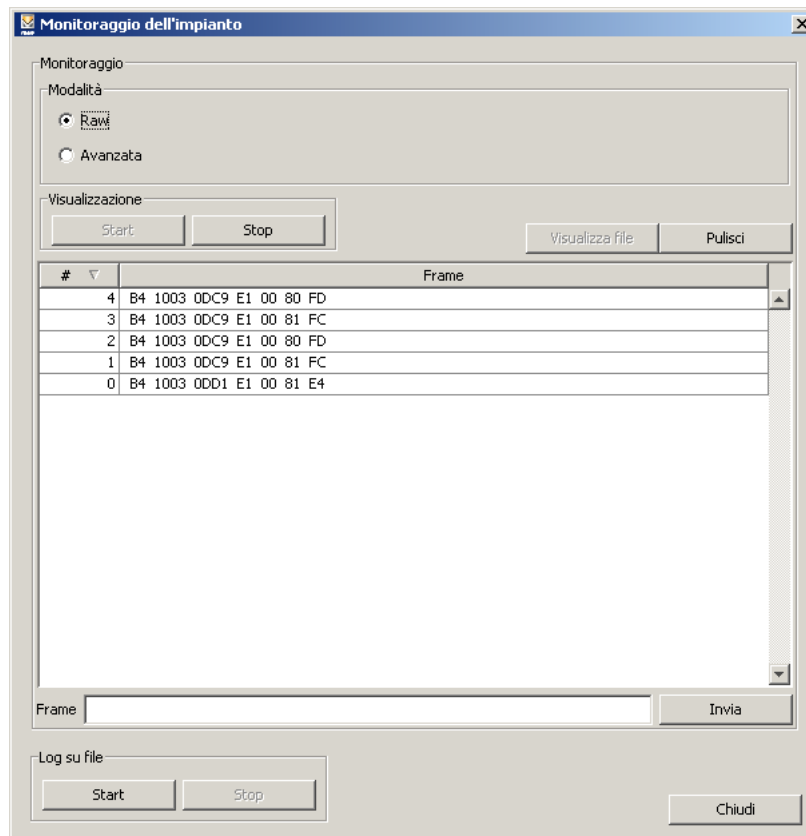 Monitoraggio dell'impianto
Monitoraggio
Modalità
Raw
Avanzata
Visualizzazione
Start Stop Visualizza file Pulisci
# Frame
4 B4 1003 0DC9 E1 00 80 FD
3 B4 1003 0DC9 E1 00 81 FC
2 B4 1003 0DC9 E1 00 80 FD
1 B4 1003 0DC9 E1 00 81 FC
0 B4 1003 0DD1 E1 00 81 E4
Frame Invia
Log su file
Start Stop
Chiudi